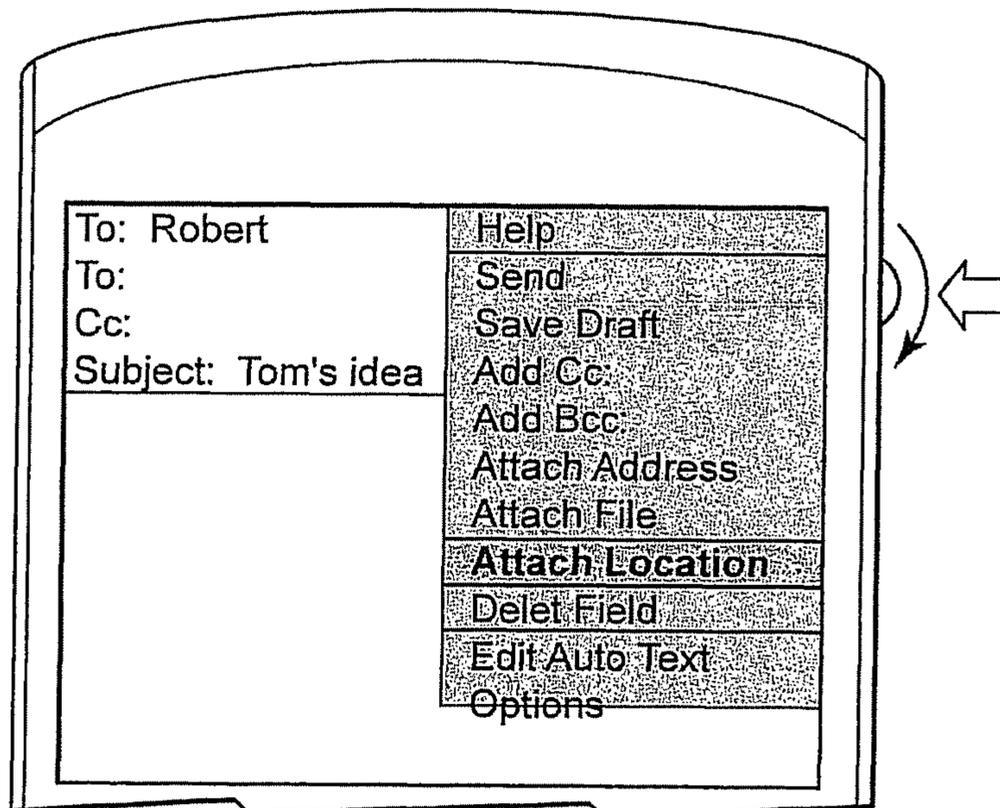 To: Robert
To:
Cc:
Subject: Tom's idea
Help
Send
Save Draft
Add Cc:
Add Bcc:
Attach Address
Attach File
Attach Location
Delet Field
Edit Auto Text
Options